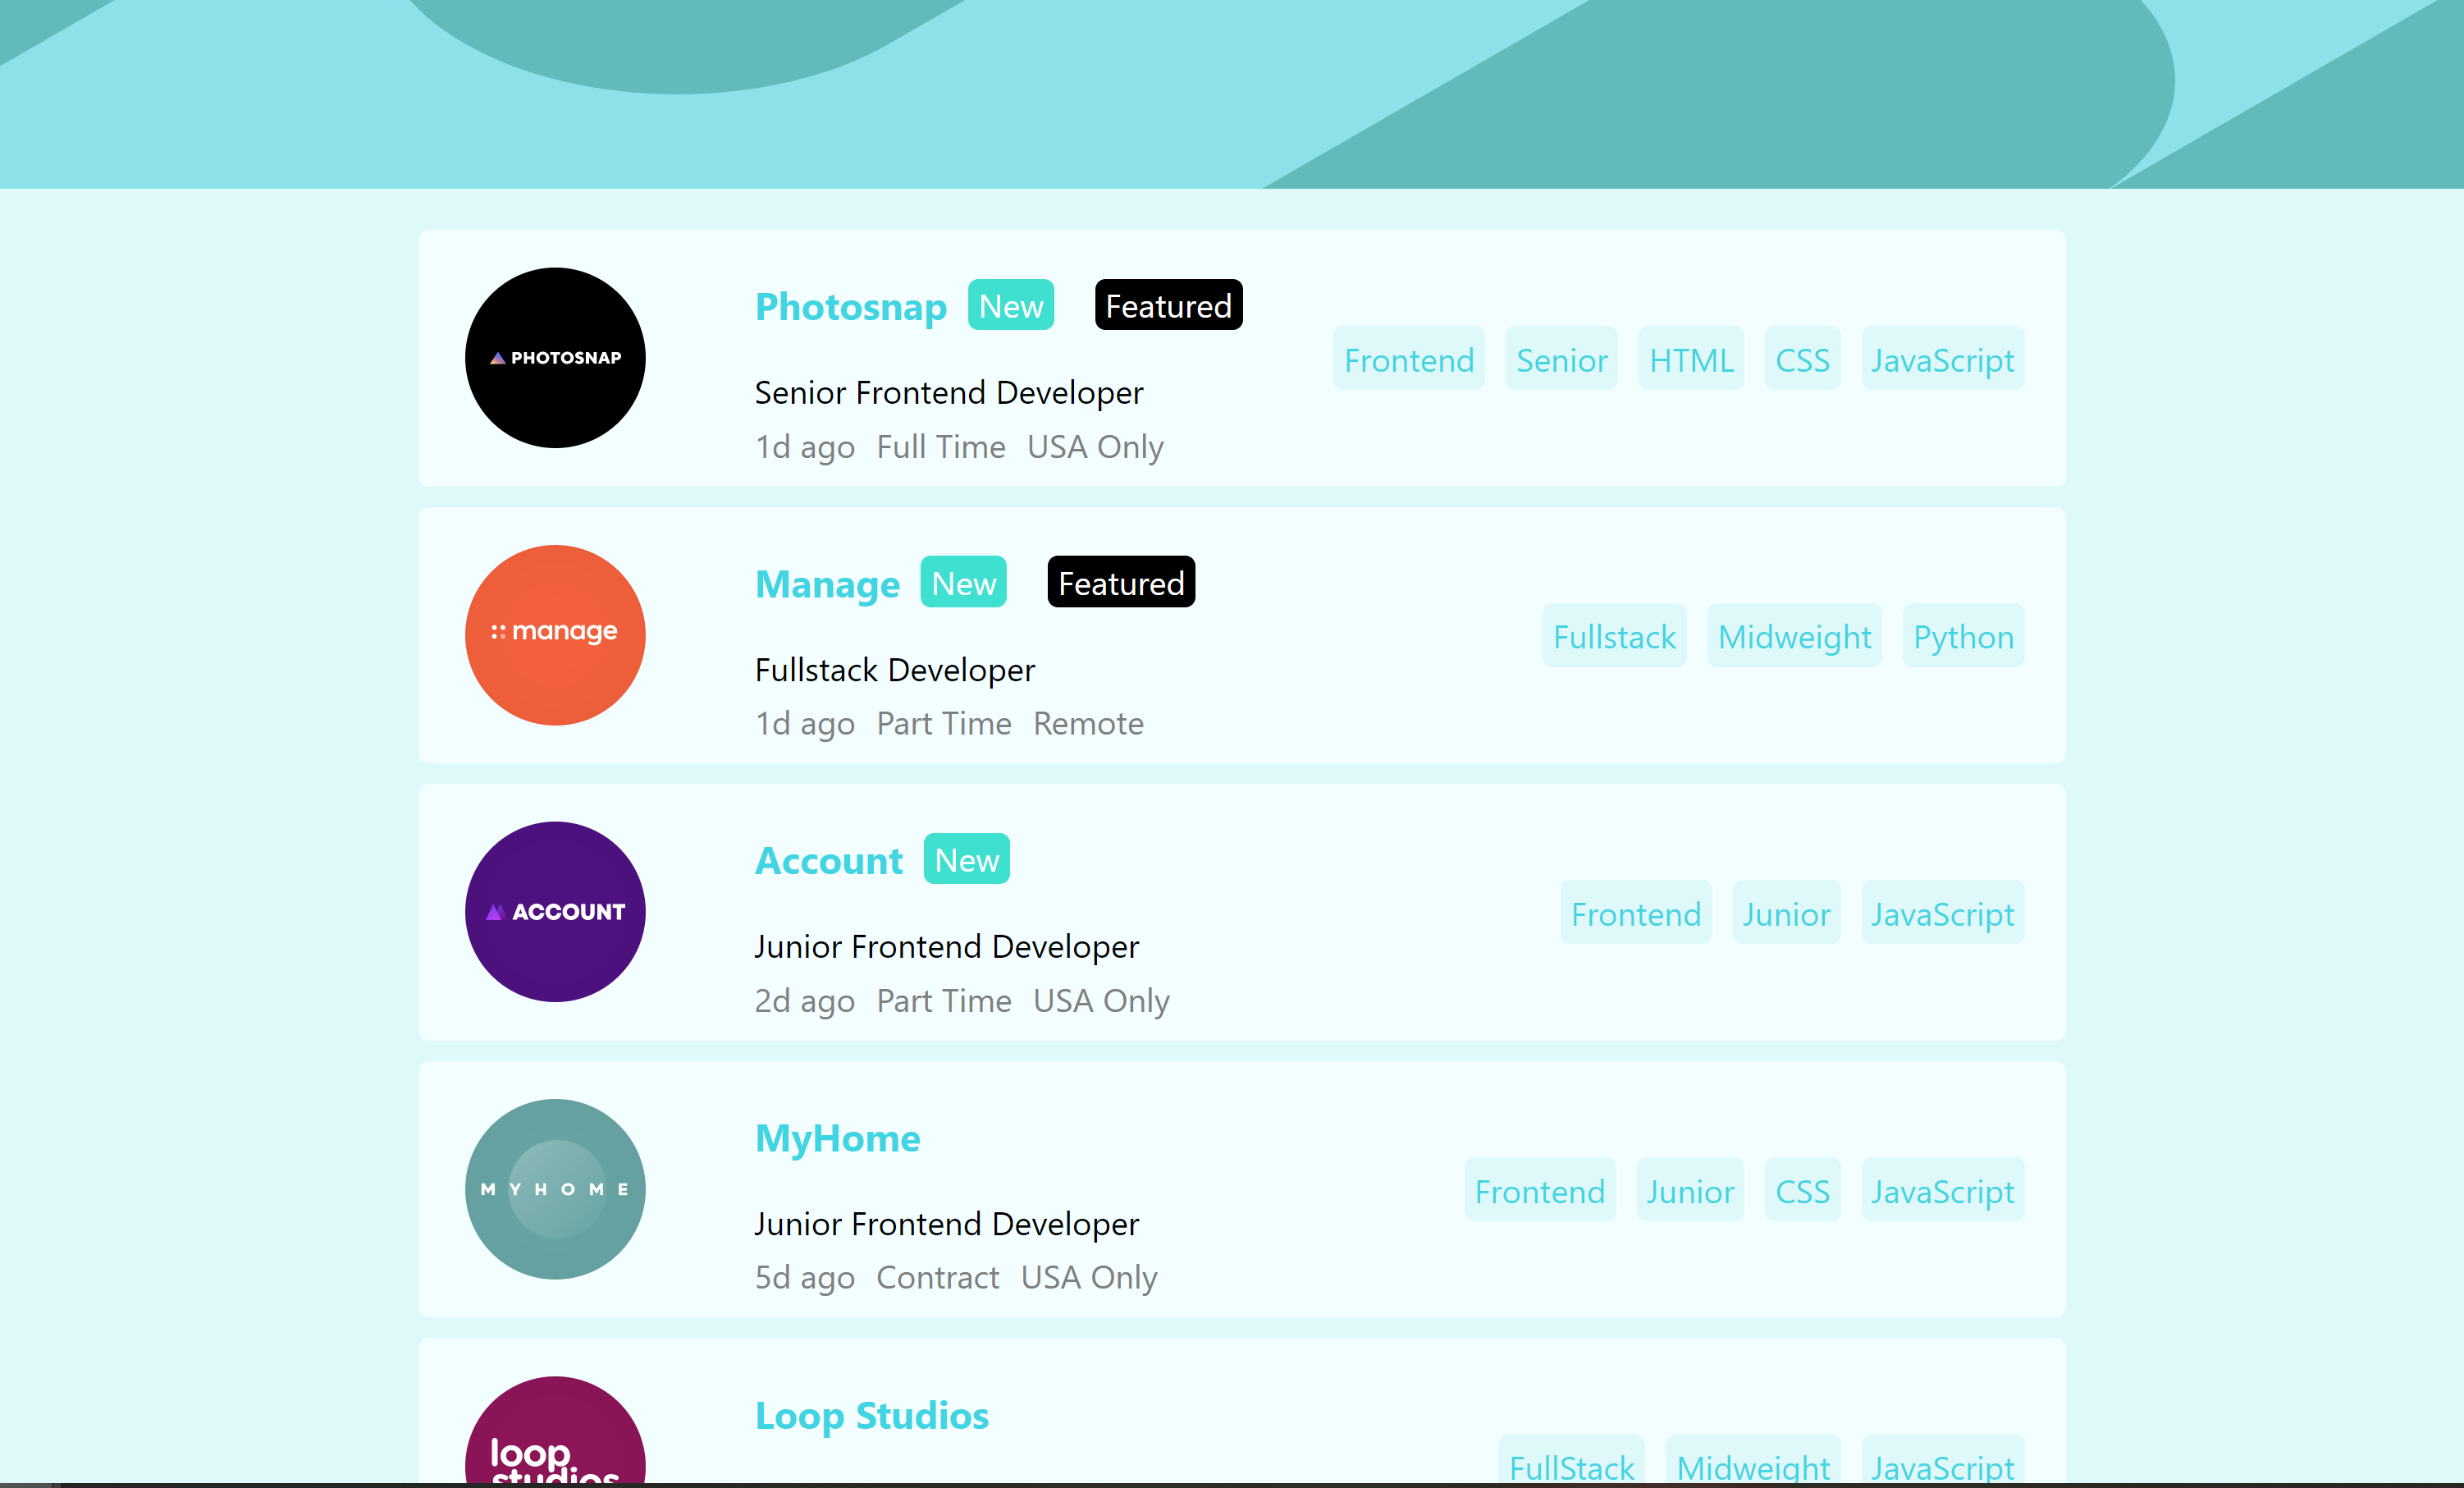 PHOTOSNAP
Photosnap New Featured
Senior Frontend Developer
1d ago Full Time USA Only
Frontend Senior HTML CSS JavaScript
manage
Manage New Featured
Fullstack Developer
1d ago Part Time Remote
Fullstack Midweight Python
ACCOUNT
Account New
Junior Frontend Developer
2d ago Part Time USA Only
Frontend Junior JavaScript
MYHOME
MyHome
Junior Frontend Developer
5d ago Contract USA Only
Frontend Junior CSS JavaScript
loop
studios
Loop Studios
FullStack Midweight JavaScript